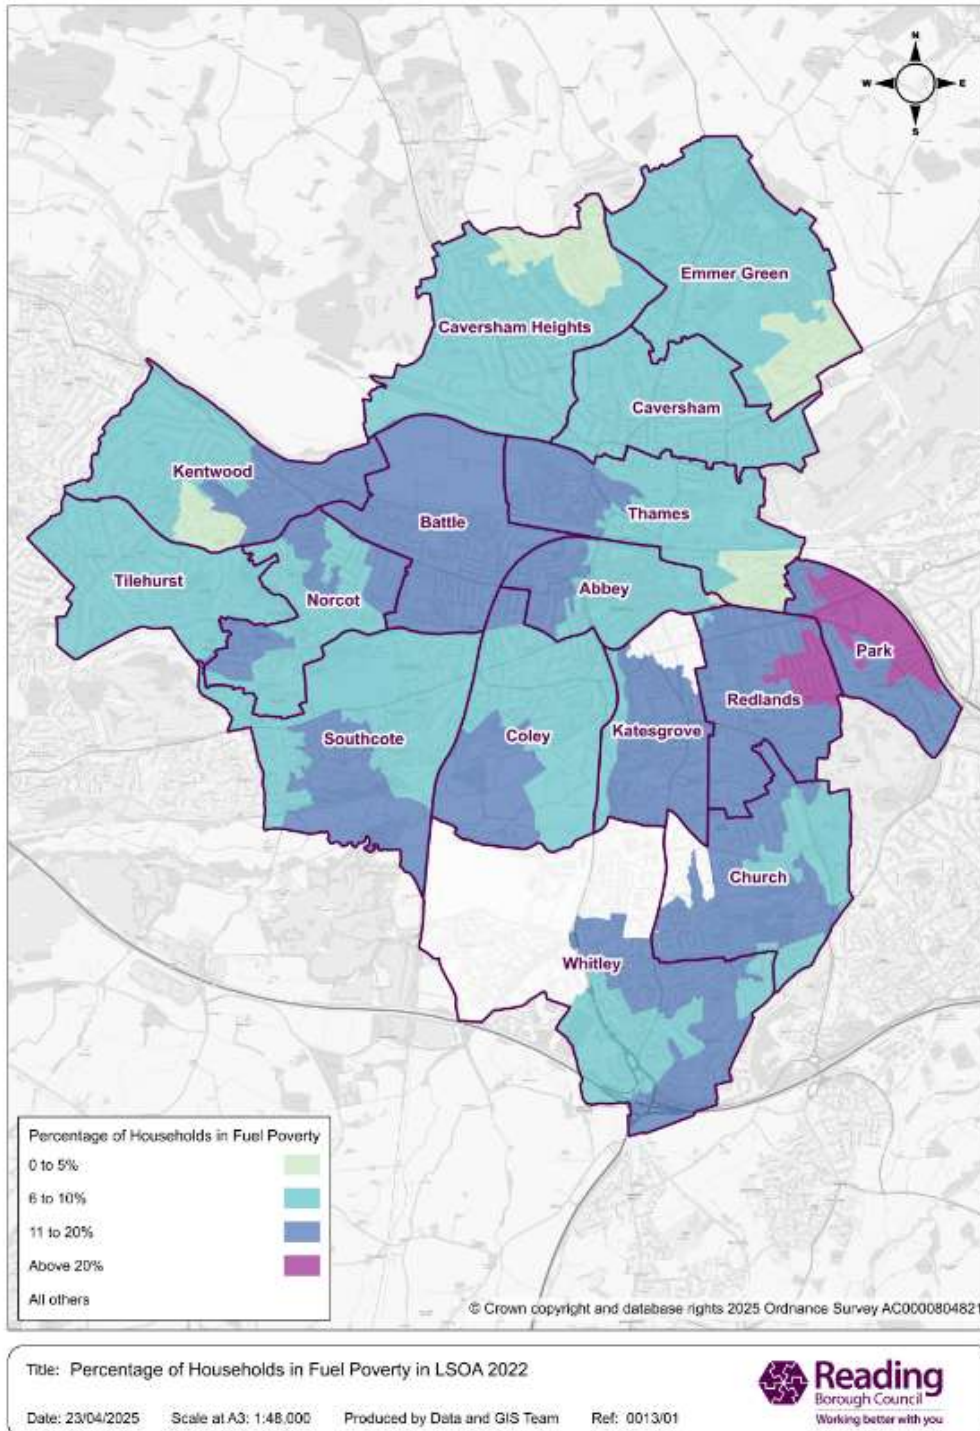 N
W E
S
Emmer Green
Caversham Heights
Caversham
Kentwood
Battle
Thames
Tilehurst
Abbey
Norcot
Park
Redlands
Southcote
Coley
Katesgrove
Church
Whitley
Percentage of Households in Fuel Poverty
0 to 5%
6 to 10%
11 to 20%
Above 20%
All others
© Crown copyright and database rights 2025 Ordnance Survey AC0000804821
Title: Percentage of Households in Fuel Poverty in LSOA 2022
Reading
Borough Council
Working better with you
Date: 23/04/2025 Scale at A3: 1:48,000 Produced by Data and GIS Team Ref: 0013/01